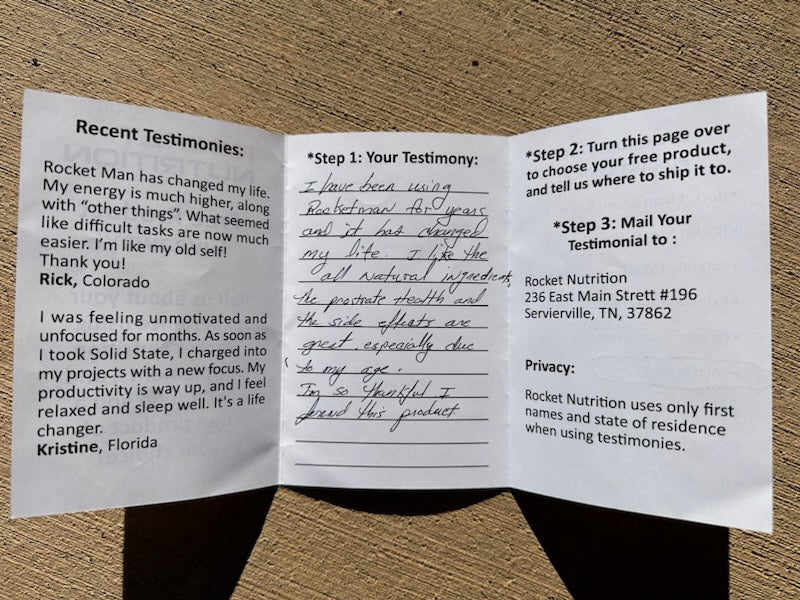 Recent Testimonies:
Rocket Man has changed my life.
My energy is much higher, along
with “other things”. What seemed
like difficult tasks are now much
easier. I’m like my old self!
Thank you!
Rick, Colorado
I was feeling unmotivated and
unfocused for months. As soon as
I took Solid State, I charged into
my projects with a new focus. My
productivity is way up, and I feel
relaxed and sleep well. It's a life
changer.
Kristine, Florida
*Step 1: Your Testimony:
I have been using
Rocketman for years
and it has changed
my life. I like the
all Natural ingredients,
the prostrate Health and
the side effects are
great, especially due
to my age.
I'm so thankful I
found this product
*Step 2: Turn this page over
to choose your free product,
and tell us where to ship it to.
*Step 3: Mail Your
Testimonial to :
Rocket Nutrition
236 East Main Strett #196
Servierville, TN, 37862
Privacy:
Rocket Nutrition uses only first
names and state of residence
when using testimonies.